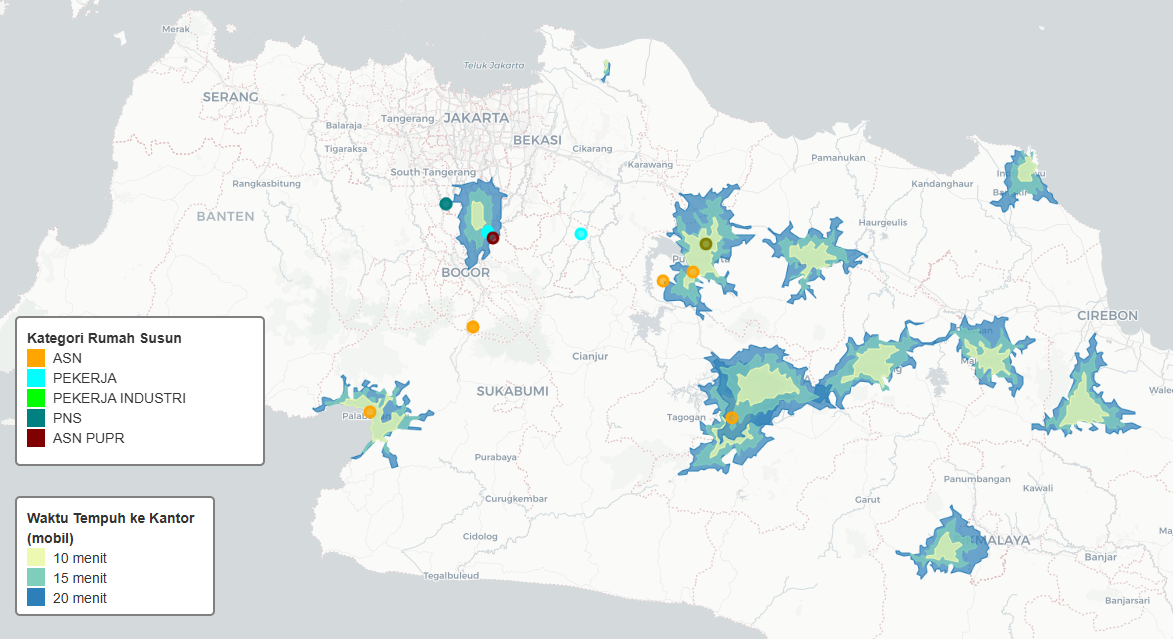 Merak
Teluk Jakarta
SERANG
JAKARTA
Tangerang
Balaraja
BEKASI
Tigaraksa
Cikarang
Karawang
Pamanukan
South Tangerang
Rangkasbitung
Kandanghaur
BANTEN
Haurgeulis
BOGOR
CIREBON
Cianjur
SUKABUMI
Tagogan
Purabaya
Panumbangan
Kawali
Curugkembar
Garut
Cidolog
MALAYA
Banjar
Tegalbuleud
Banjarsari
Kategori Rumah Susun
ASN
PEKERJA
PEKERJA INDUSTRI
PNS
ASN PUPR
Waktu Tempuh ke Kantor
(mobil)
10 menit
15 menit
20 menit